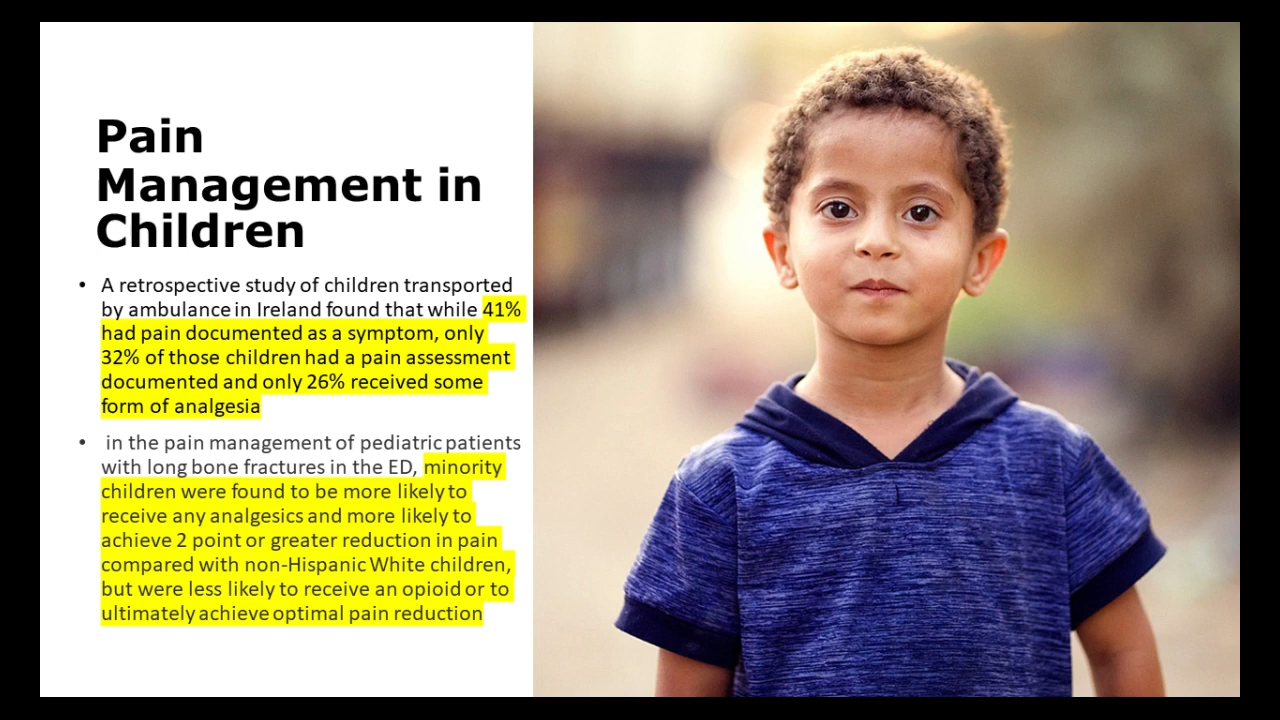 Pain
Management in
Children
• A retrospective study of children transported
by ambulance in Ireland found that while 41%
had pain documented as a symptom, only
32% of those children had a pain assessment
documented and only 26% received some
form of analgesia
• in the pain management of pediatric patients
with long bone fractures in the ED, minority
children were found to be more likely to
receive any analgesics and more likely to
achieve 2 point or greater reduction in pain
compared with non-Hispanic White children,
but were less likely to receive an opioid or to
ultimately achieve optimal pain reduction